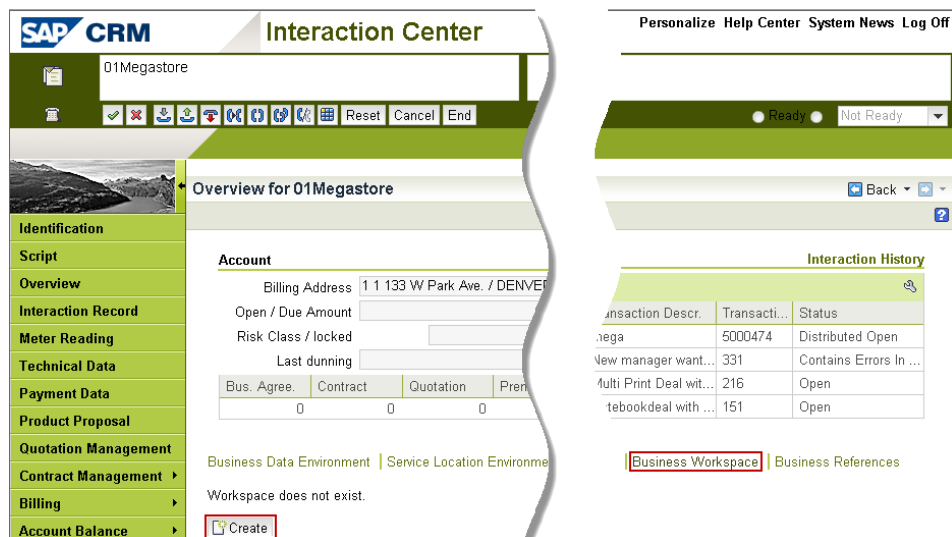 SAP CRM Interaction Center Personalize Help Center System News Log Off
01Megastore
Reset Cancel End Ready Not Ready
Overview for 01Megastore Back
Identification
Script
Overview
Interaction Record
Meter Reading
Technical Data
Payment Data
Product Proposal
Quotation Management
Contract Management
Billing
Account Balance
Account Interaction History
Billing Address 1 1 133 W Park Ave. / DENVER
Open / Due Amount
Risk Class / locked
Last dunning
Bus. Agree. Contract Quotation Prem
0 0 0
ansaction Descr. Transacti... Status
nega 5000474 Distributed Open
New manager want... 331 Contains Errors In ...
Multi Print Deal wit... 216 Open
tebookdeal with ... 151 Open
Business Data Environment | Service Location Environme | Business Workspace | Business References
Workspace does not exist.
Create